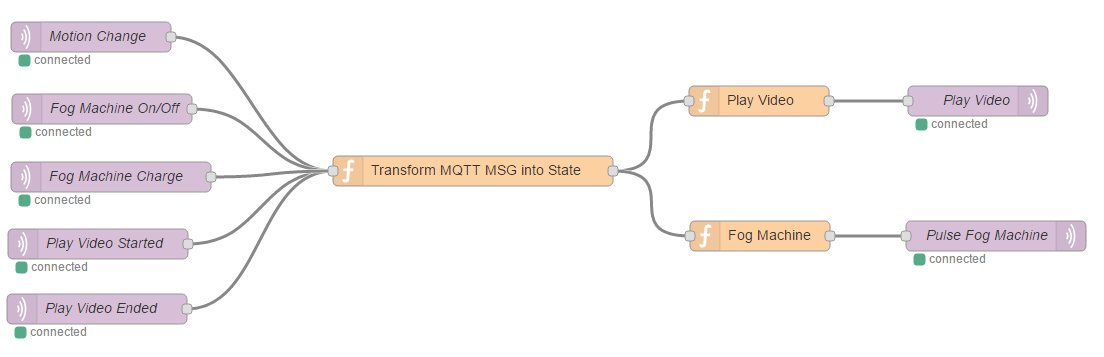 Motion Change
connected
Fog Machine On/Off
connected
Fog Machine Charge
connected
Play Video Started
connected
Play Video Ended
connected
Transform MQTT MSG into State
Play Video
Play Video
connected
Fog Machine
Pulse Fog Machine
connected